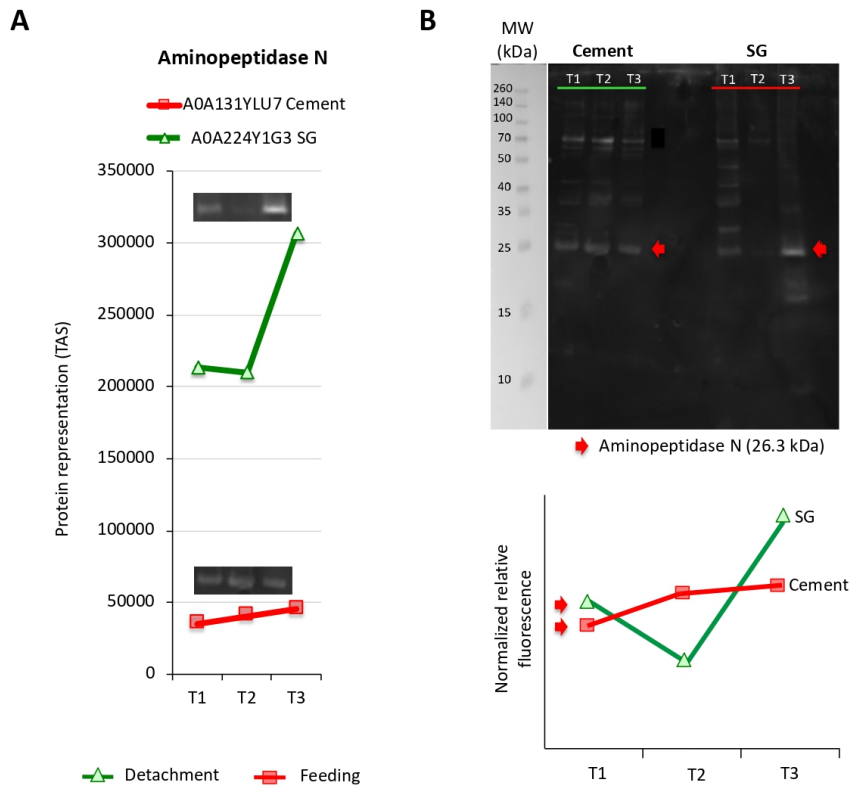 A
Aminopeptidase N
A0A131YLU7 Cement
A0A224Y1G3 SG
Protein representation (TAS)
350000
300000
250000
200000
150000
100000
50000
0
T1 T2 T3
Detachment Feeding
B
MW
(kDa)
Cement SG
T1 T2 T3 T1 T2 T3
260
140
100
70
50
40
35
25
15
10
Aminopeptidase N (26.3 kDa)
Normalized relative
fluorescence
SG
Cement
T1 T2 T3